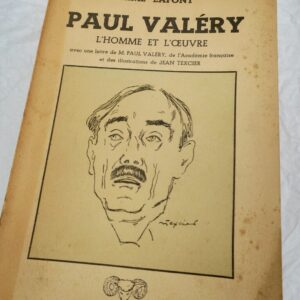 LAFONT
PAUL VALÉRY
L'HOMME ET L'ŒUVRE
avec une lettre de M. PAUL VALÉRY, de l'Académie française
et des illustrations de JEAN TEXCIER